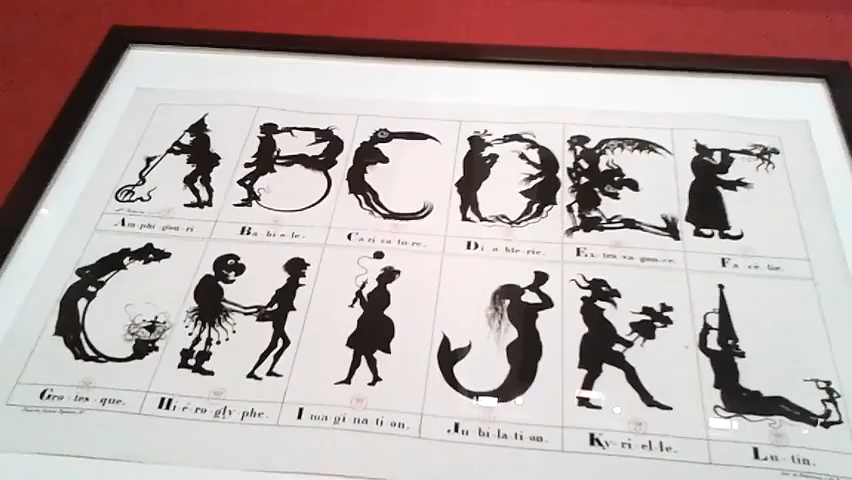 A B C D E F
Am-phi-gou-ri
Ba-bi-o-le.
Ca-ri-ca-tu-re.
Di-a-ble-rie.
Ex-tra-va-gan-ce.
Fa-cé-tie.
G H I J K L
Gro-tes-que.
Hi-é-ro-gly-phe.
I-ma-gi-na-ti-on.
Ju-bi-la-ti-on.
Ky-ri-el-le.
Lu-tin.